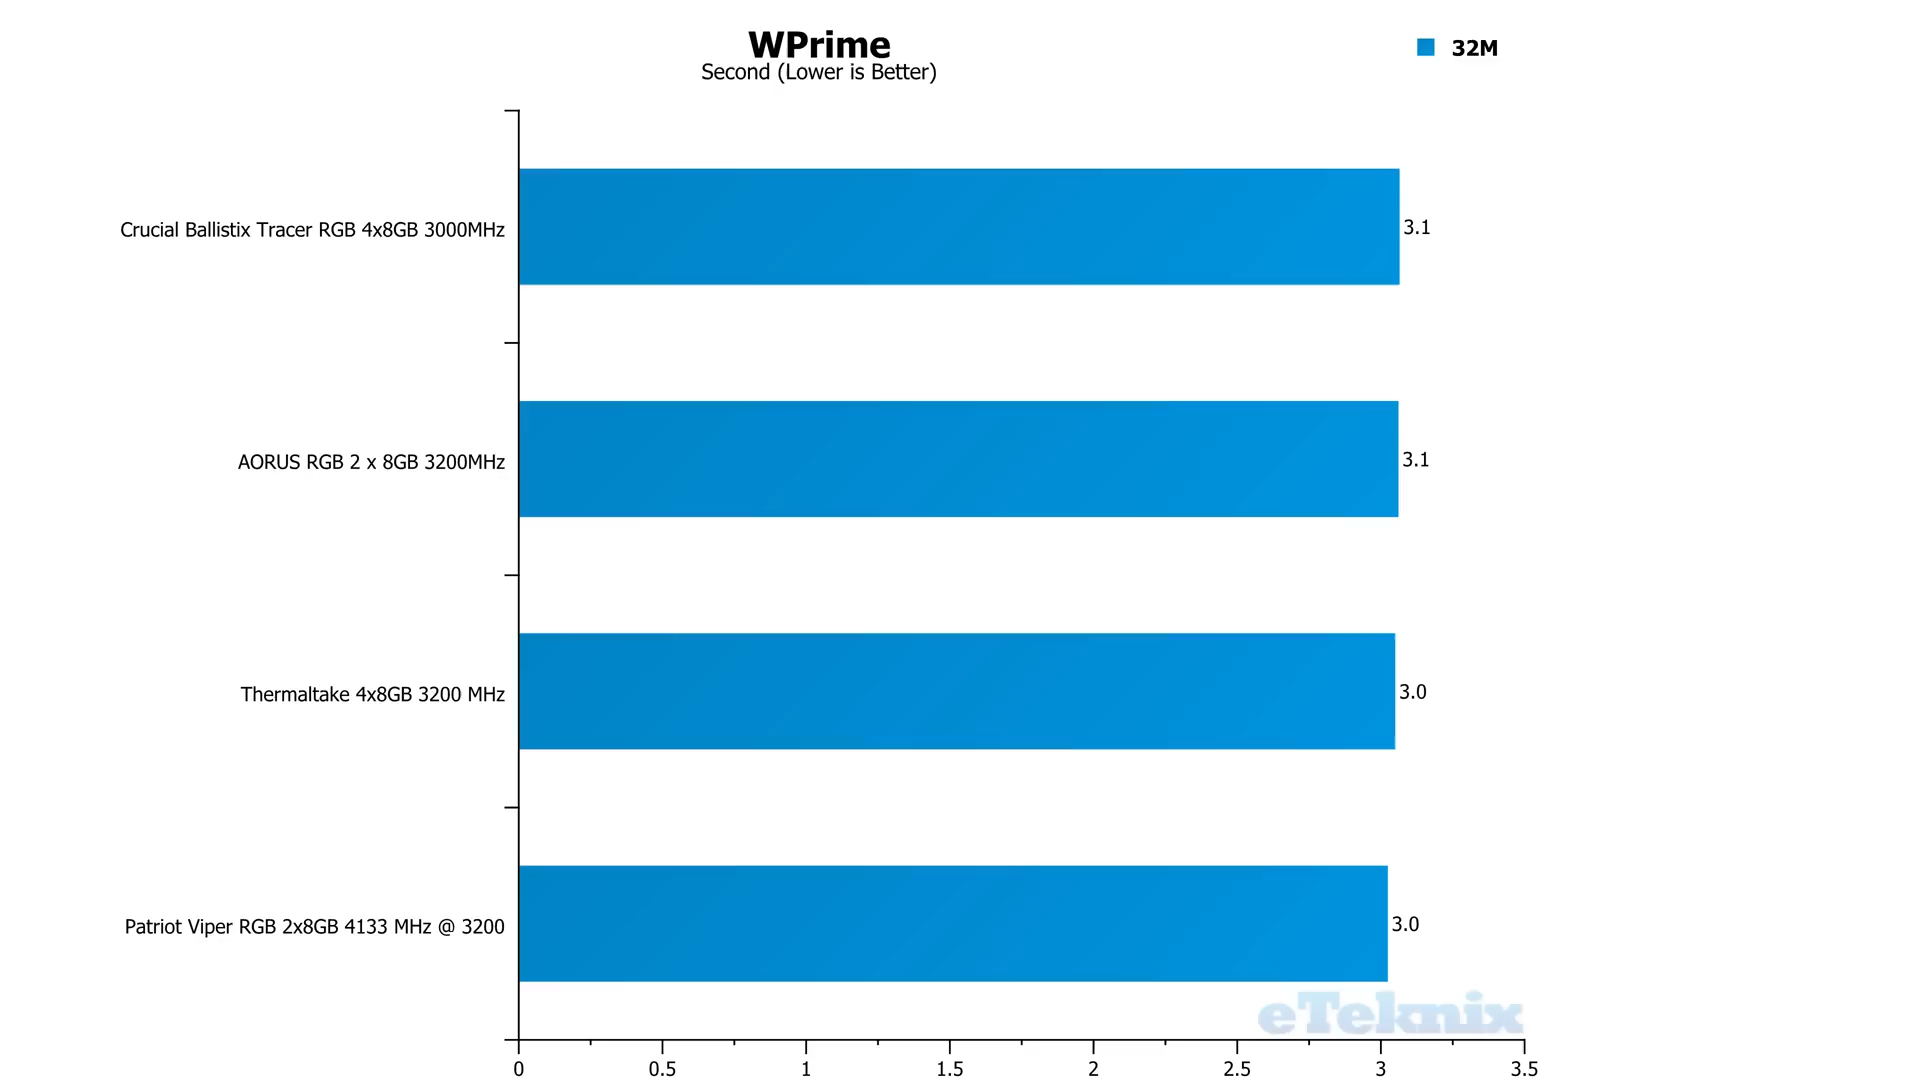 WPrime
Second (Lower is Better)
32M
Crucial Ballistix Tracer RGB 4x8GB 3000MHz
3.1
AORUS RGB 2 x 8GB 3200MHz
3.1
Thermaltake 4x8GB 3200 MHz
3.0
Patriot Viper RGB 2x8GB 4133 MHz @ 3200
3.0
eTeknix
0 0.5 1 1.5 2 2.5 3 3.5